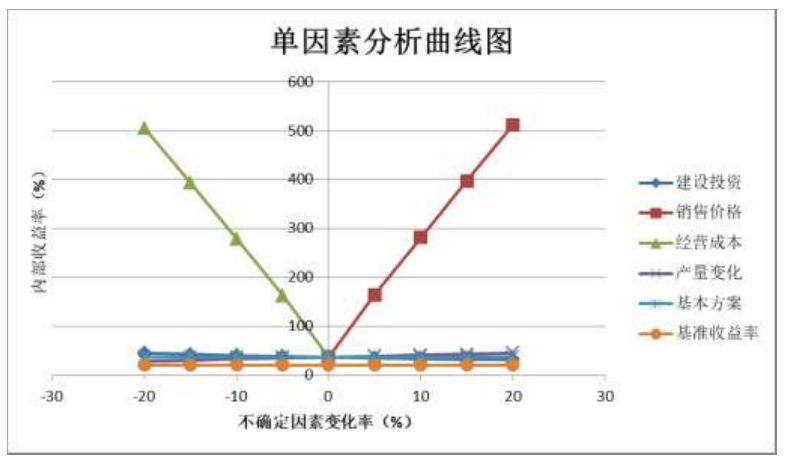 单因素分析曲线图
内部收益率（%）
600
500
400
300
200
100
0
-30 -20 -10 0 10 20 30
不确定因素变化率（%）
建设投资
销售价格
经营成本
产量变化
基本方案
基准收益率